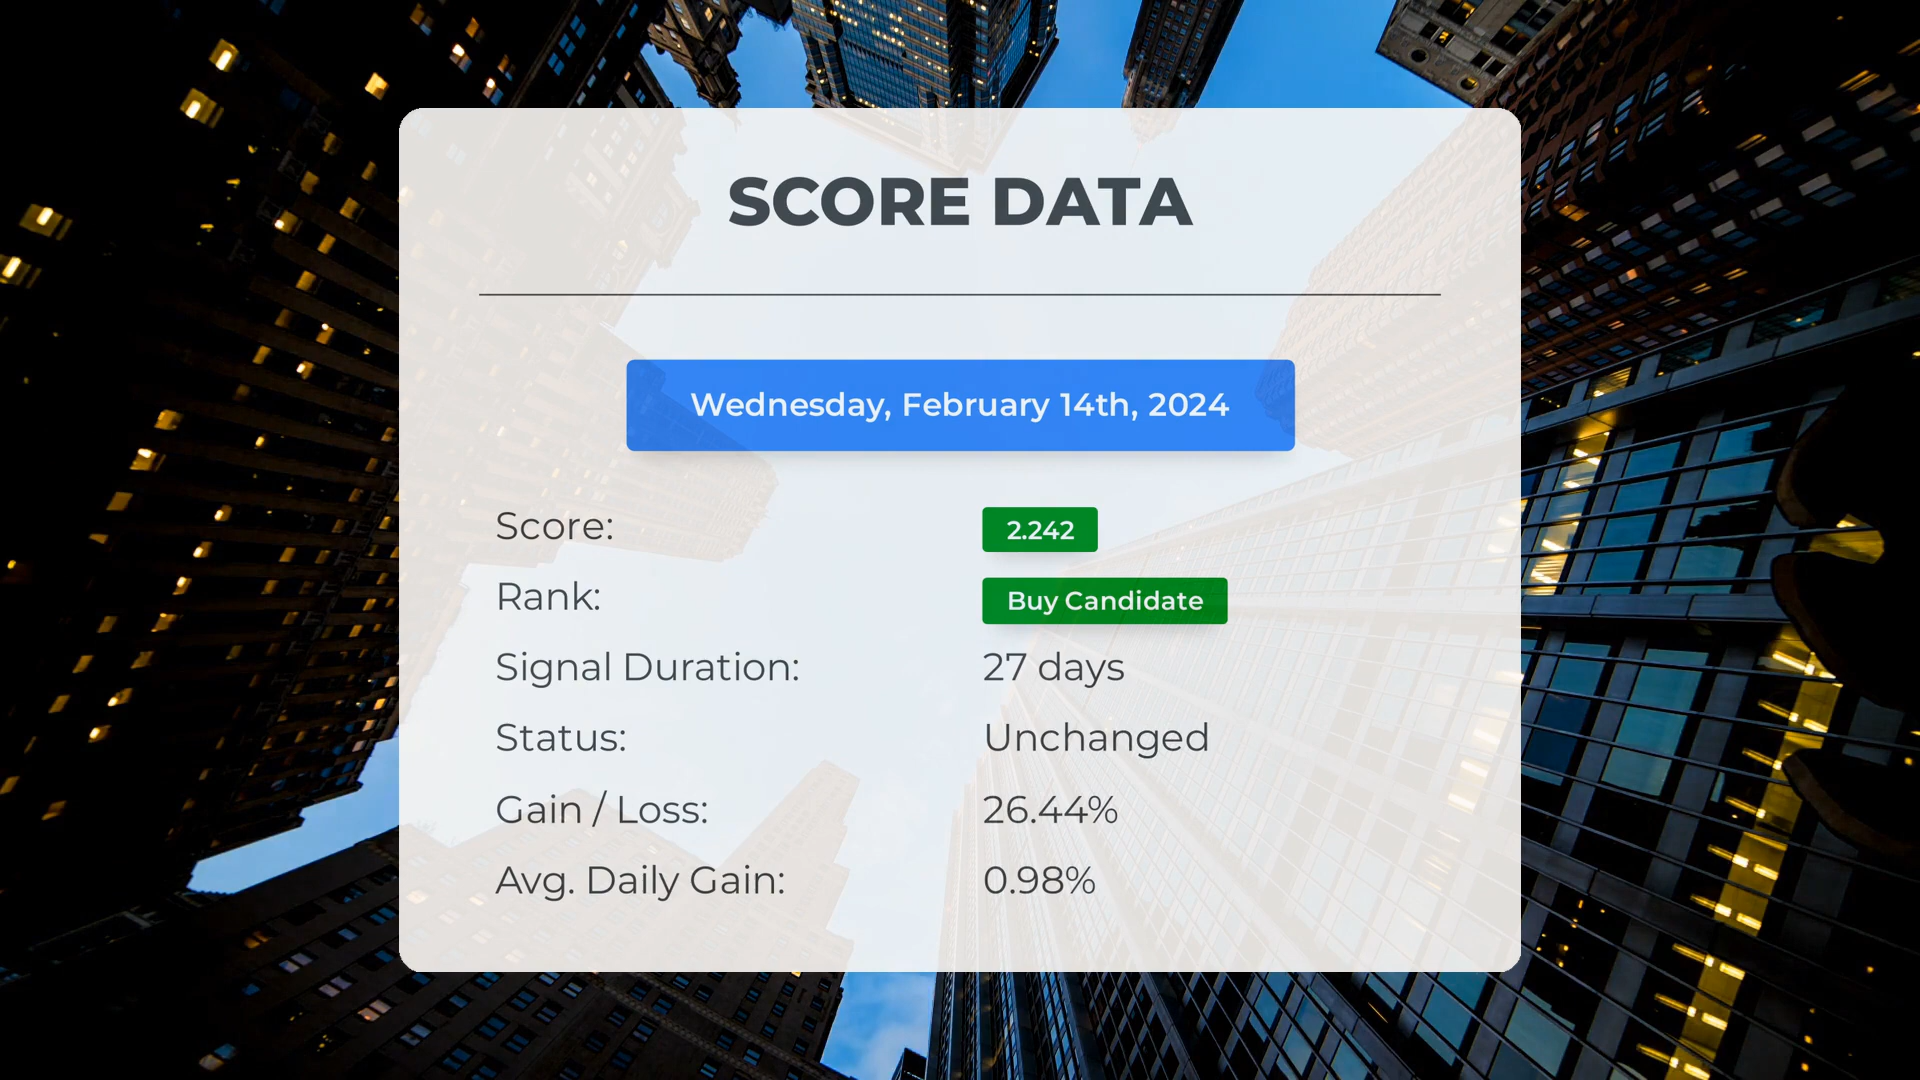 SCORE DATA
Wednesday, February 14th, 2024
Score: 2.242
Rank: Buy Candidate
Signal Duration: 27 days
Status: Unchanged
Gain / Loss: 26.44%
Avg. Daily Gain: 0.98%